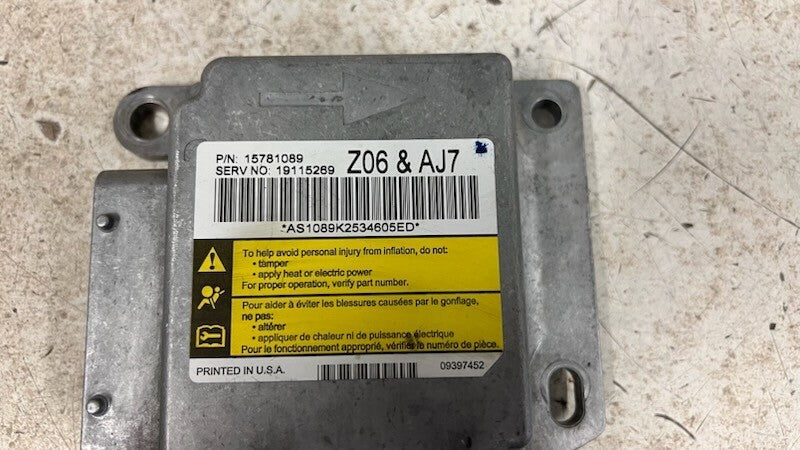 P/N: 15781089
SERV NO: 19115289
Z06 & AJ7
*AS1089K2534605ED*
To help avoid personal injury from inflation, do not:
• tamper
• apply heat or electric power
For proper operation, verify part number.
Pour aider à éviter les blessures causées par le gonflage,
ne pas:
• altérer
• appliquer de chaleur ni de puissance électrique
Pour le fonctionnement approprié, vérifier le numéro de pièce.
PRINTED IN U.S.A.
09397452